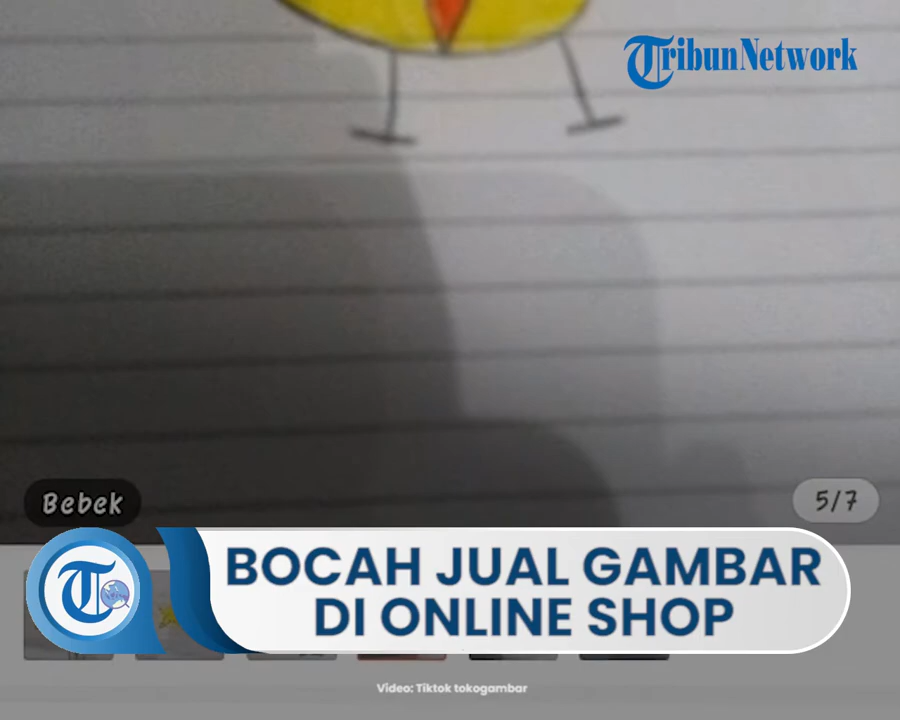 TribunNetwork
Bebek
5/7
BOCAH JUAL GAMBAR
DI ONLINE SHOP
Video: Tiktok tokogambar